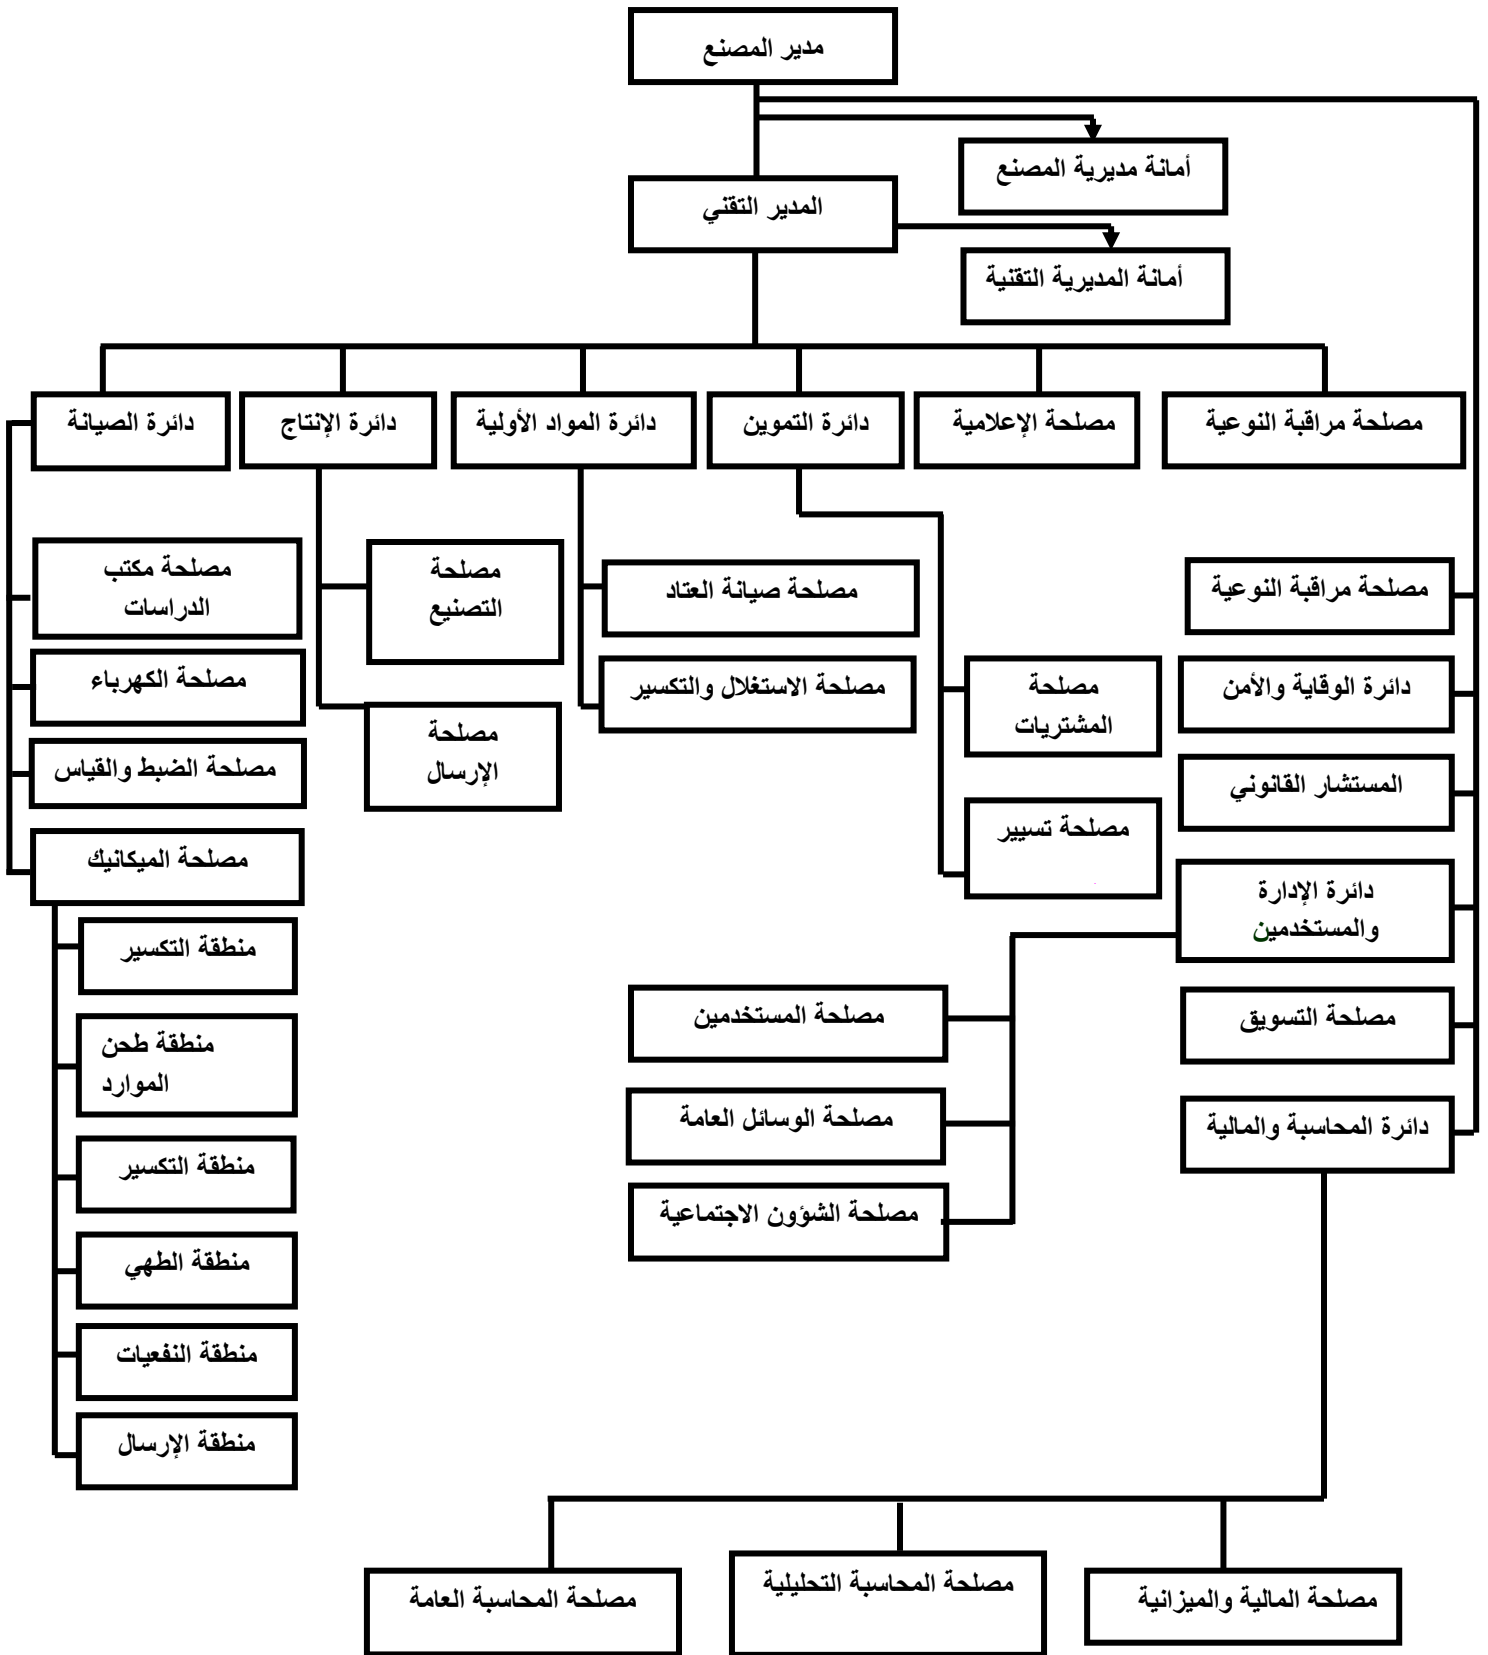 مدير المصنع
أمانة مديرية المصنع
المدير التقني
أمانة المديرية التقنية
مصلحة مراقبة النوعية
مصلحة الإعلامية
دائرة التموين
دائرة المواد الأولية
دائرة الإنتاج
دائرة الصيانة
مصلحة مراقبة النوعية
دائرة الوقاية والأمن
المستشار القانوني
دائرة الإدارة
والمستخدمين
مصلحة التسويق
دائرة المحاسبة والمالية
مصلحة
المشتريات
مصلحة تسيير
مصلحة صيانة العتاد
مصلحة الاستغلال والتكسير
مصلحة
التصنيع
مصلحة
الإرسال
مصلحة مكتب
الدراسات
مصلحة الكهرباء
مصلحة الضبط والقياس
مصلحة الميكانيك
منطقة التكسير
منطقة طحن
الموارد
منطقة التكسير
منطقة الطهي
منطقة النفعيات
منطقة الإرسال
مصلحة المستخدمين
مصلحة الوسائل العامة
مصلحة الشؤون الاجتماعية
مصلحة المالية والميزانية
مصلحة المحاسبة التحليلية
مصلحة المحاسبة العامة